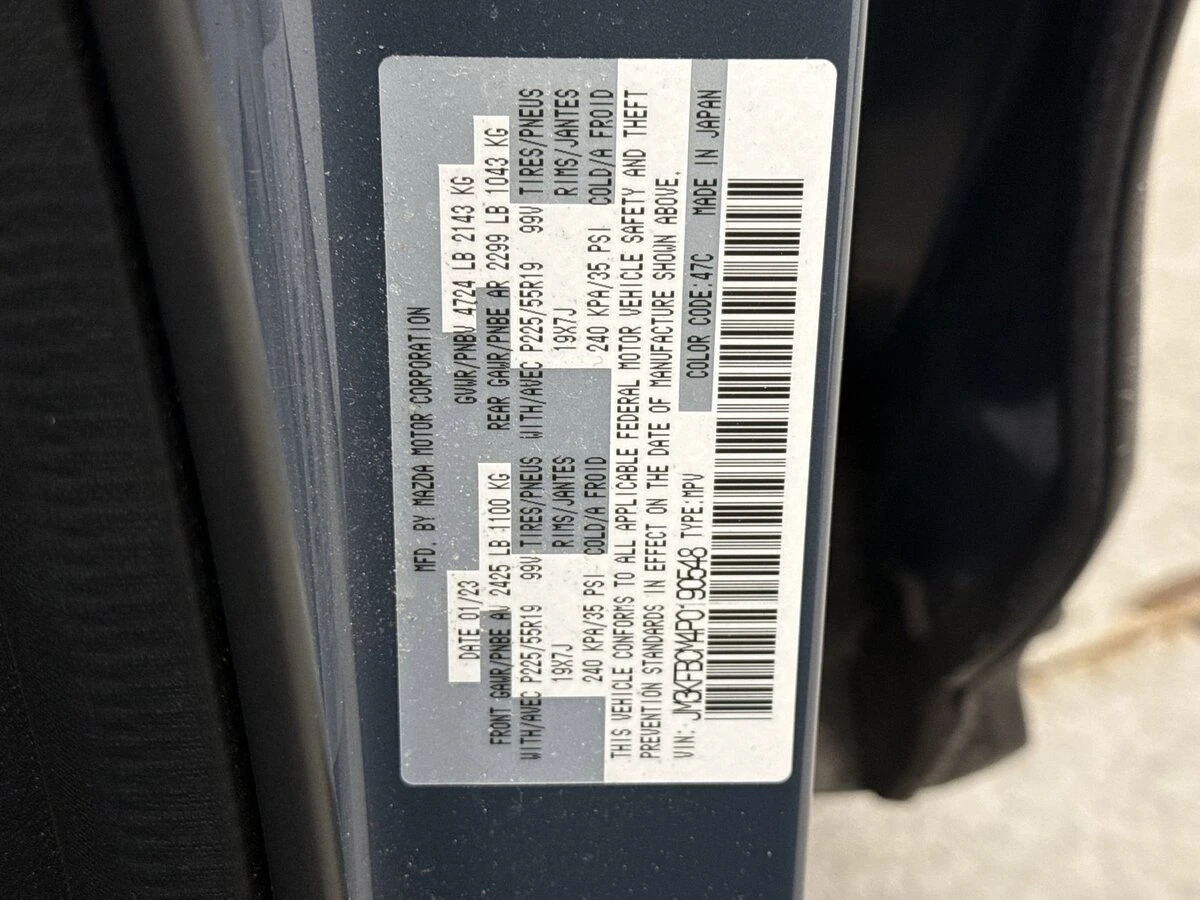 MFD. BY MAZDA MOTOR CORPORATION
DATE 01/23 GVWR/PNBV 4724 LB 2143 KG
FRONT GAWR/PNBE AV 2425 LB 1100 KG REAR GAWR/PNBE AR 2299 LB 1043 KG
WITH/AVEC P225/55R19 99V TIRES/PNEUS WITH/AVEC P225/55R19 99V TIRES/PNEUS
19X7J RIMS/JANTES 19X7J RIMS/JANTES
240 KPA/35 PSI COLD/A FROID 240 KPA/35 PSI COLD/A FROID
THIS VEHICLE CONFORMS TO ALL APPLICABLE FEDERAL MOTOR VEHICLE SAFETY AND THEFT
PREVENTION STANDARDS IN EFFECT ON THE DATE OF MANUFACTURE SHOWN ABOVE.
VIN: JM3KFBCM4P0190548 TYPE:MPV COLOR CODE:47C MADE IN JAPAN